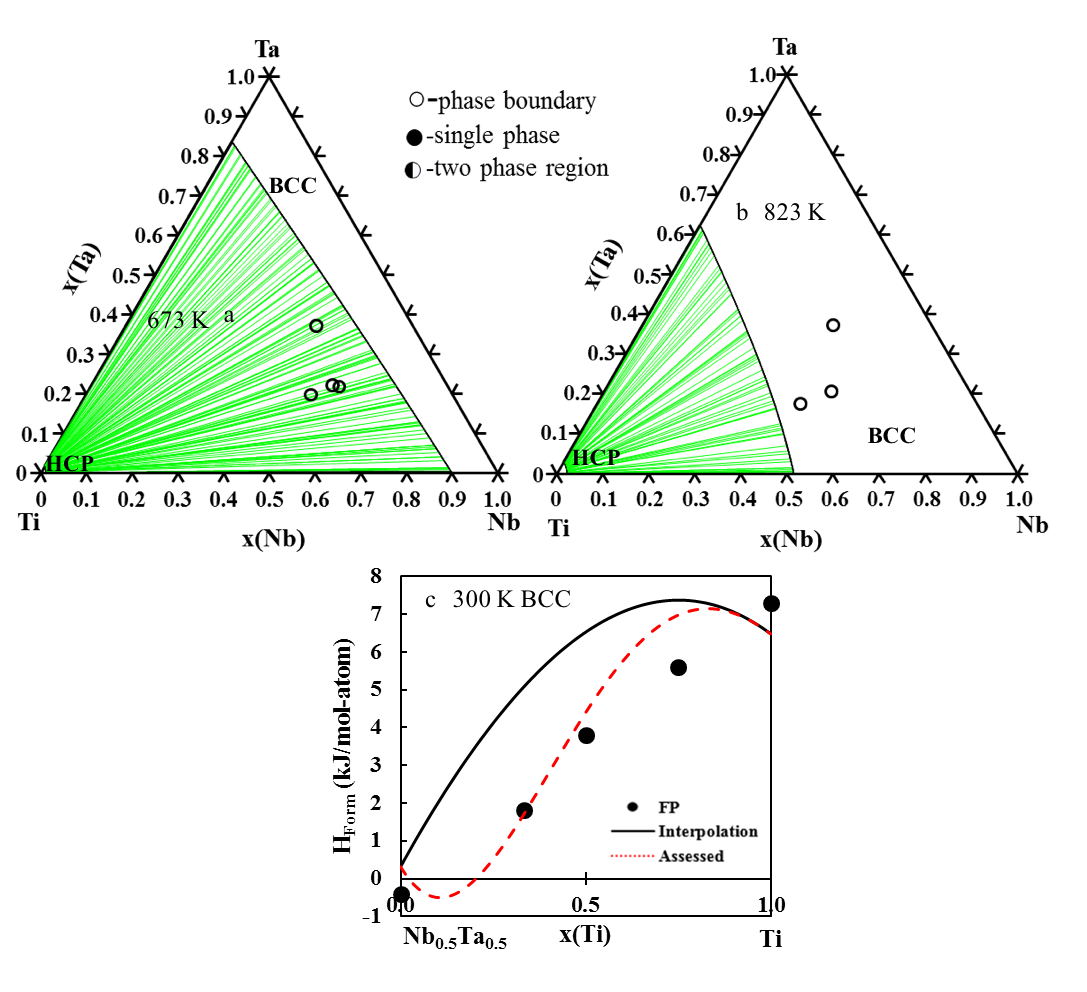 Ta
1.0
0.9
0.8
0.7
0.6
0.5
0.4
0.3
0.2
0.1
0
x(Ta)
BCC
673 K a
HCP
0 0.1 0.2 0.3 0.4 0.5 0.6 0.7 0.8 0.9 1.0
Ti Nb
x(Nb)
-phase boundary
-single phase
-two phase region
Ta
1.0
0.9
0.8
0.7
0.6
0.5
0.4
0.3
0.2
0.1
0
x(Ta)
b 823 K
BCC
HCP
0 0.1 0.2 0.3 0.4 0.5 0.6 0.7 0.8 0.9 1.0
Ti Nb
x(Nb)
c 300 K BCC
8
7
6
5
4
3
2
1
0
-1
HForm (kJ/mol-atom)
FP
Interpolation
Assessed
0.0 0.5 1.0
Nb0.5Ta0.5 x(Ti) Ti